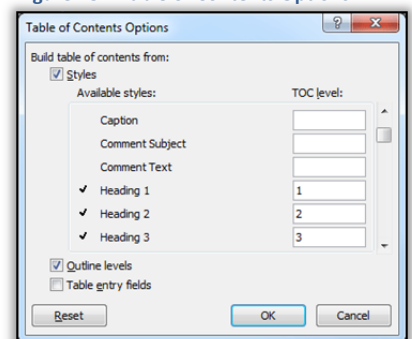 Table of Contents Options
Build table of contents from:
Styles
Available styles: TOC level:
Caption
Comment Subject
Comment Text
Heading 1 1
Heading 2 2
Heading 3 3
Outline levels
Table entry fields
Reset OK Cancel